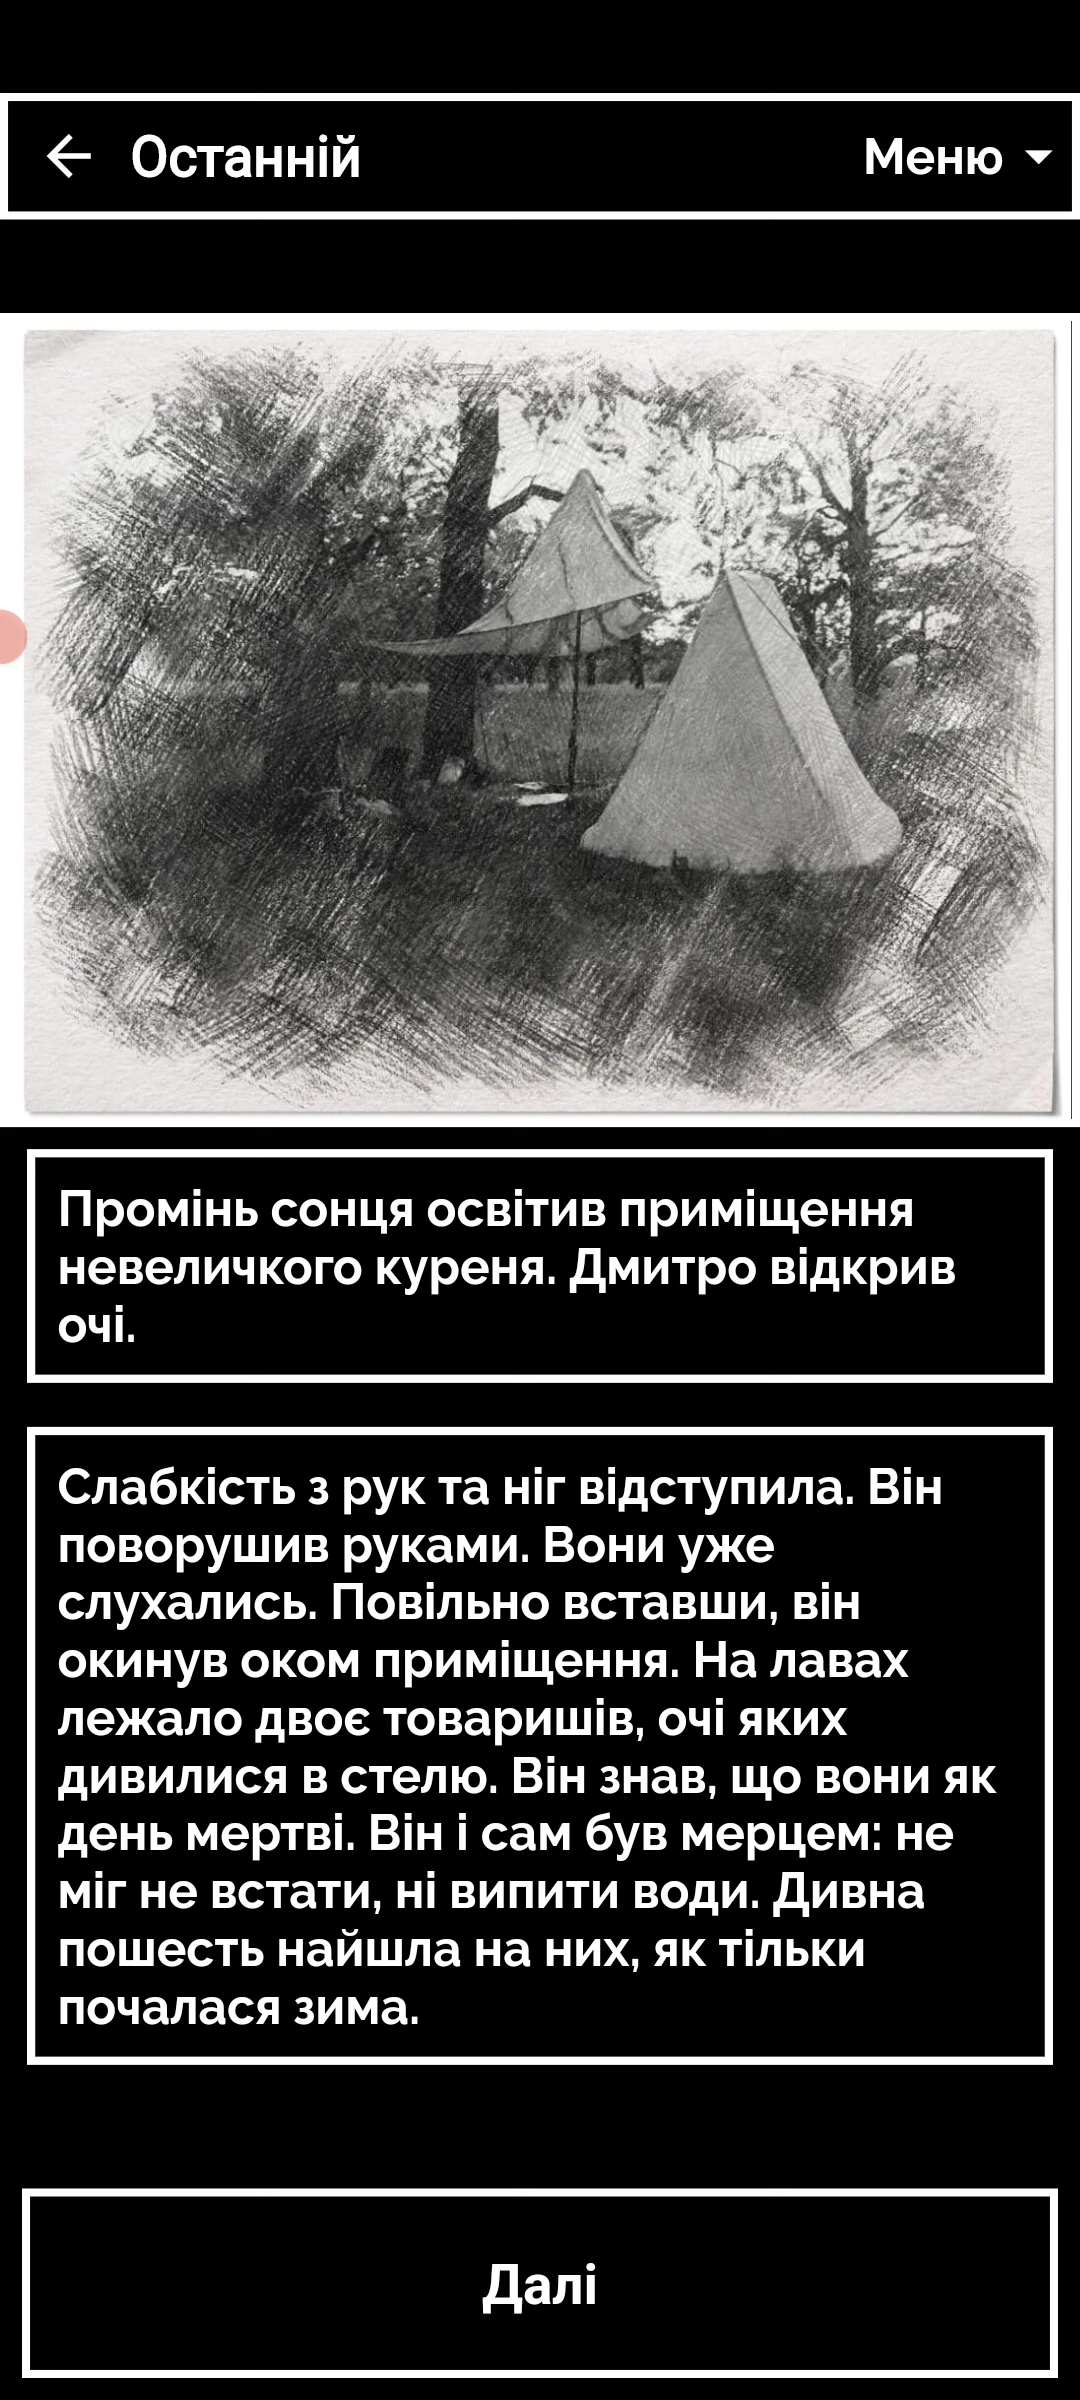 Останній
Меню
Промінь сонця освітив приміщення
невеличкого куреня. Дмитро відкрив
очі.
Слабкість з рук та ніг відступила. Він
поворушив руками. Вони уже
слухались. Повільно вставши, він
окинув оком приміщення. На лавах
лежало двоє товаришів, очі яких
дивилися в стелю. Він знав, що вони як
день мертві. Він і сам був мерцем: не
міг не встати, ні випити води. Дивна
пошесть найшла на них, як тільки
почалася зима.
Далі